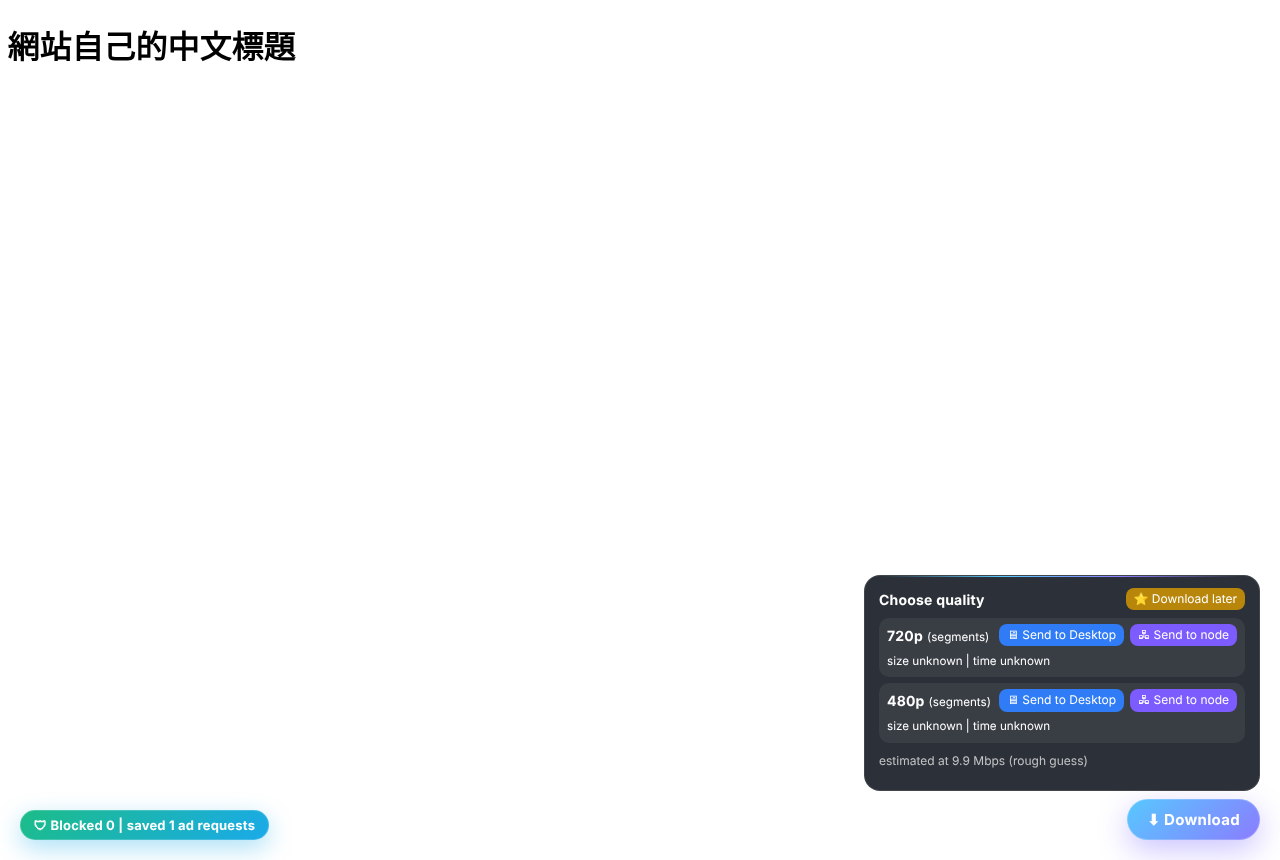 網站自己的中文標題
Choose quality
⭐ Download later
720p (segments)
🖥 Send to Desktop
🖧 Send to node
size unknown | time unknown
480p (segments)
🖥 Send to Desktop
🖧 Send to node
size unknown | time unknown
estimated at 9.9 Mbps (rough guess)
🛡 Blocked 0 | saved 1 ad requests
⬇ Download